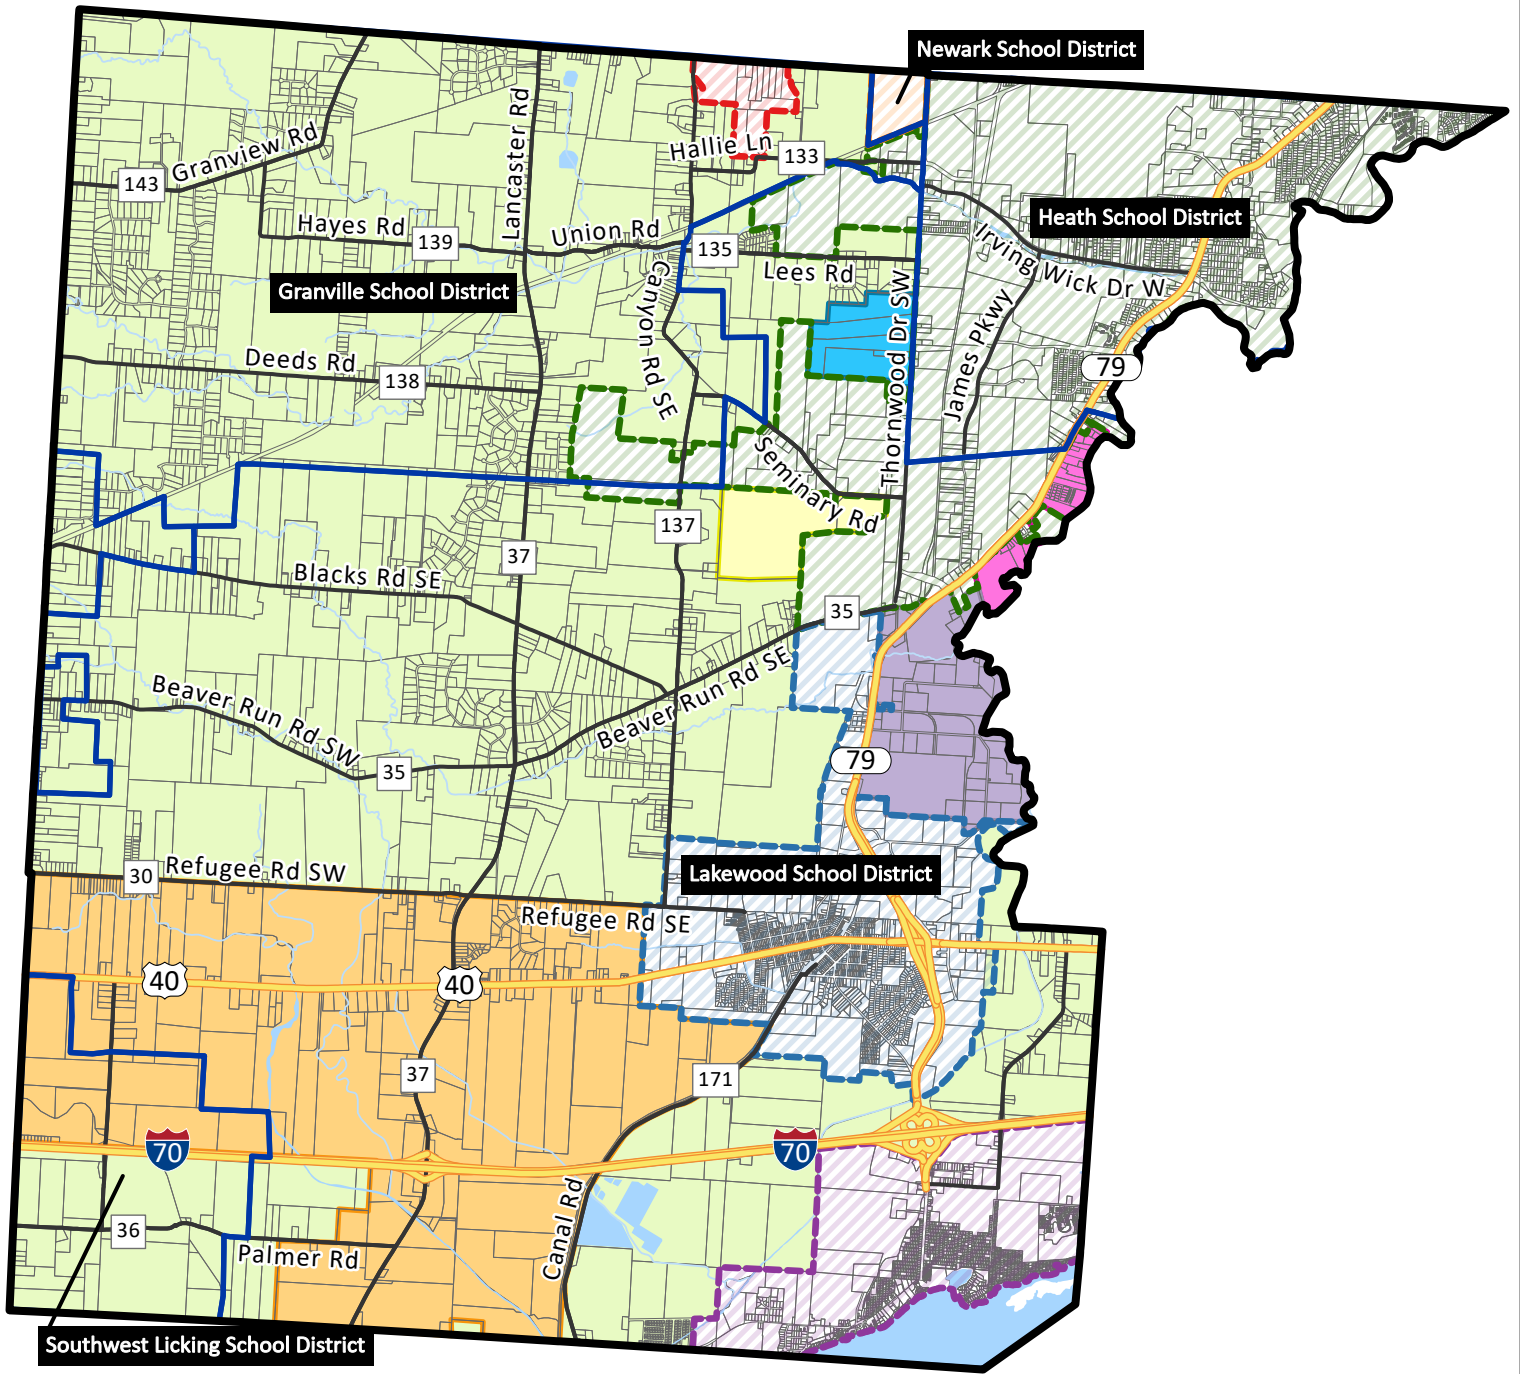 Newark School District
Hallie Ln
133
Granview Rd
143
Lancaster Rd
Heath School District
Hayes Rd
139
Union Rd
135
Lees Rd
Irving Wick Dr W
Granville School District
Canyon Rd SE
Thornwood Dr SW
James Pkwy
Deeds Rd
138
79
Seminary Rd
137
37
Blacks Rd SE
35
Beaver Run Rd SE
Beaver Run Rd SW
35
79
Refugee Rd SW
30
Lakewood School District
Refugee Rd SE
40
40
37
171
70
70
Canal Rd
36
Palmer Rd
Southwest Licking School District